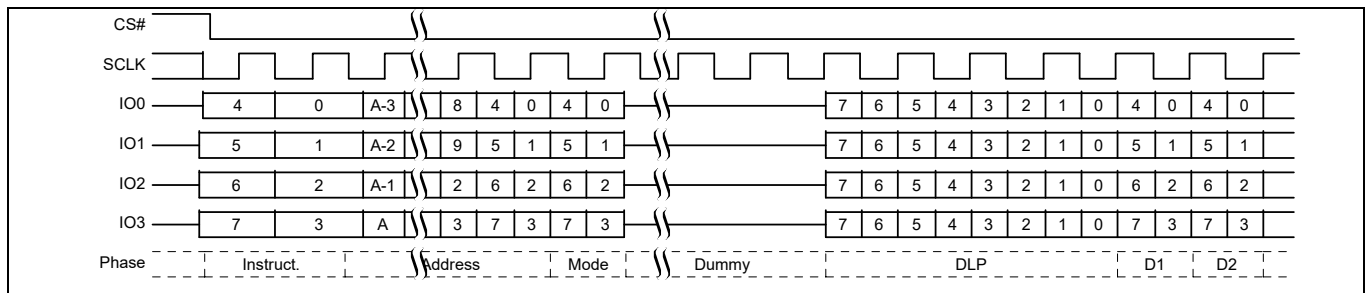 CS#
SCLK
IO0 4 0 A-3 8 4 0 4 0 7 6 5 4 3 2 1 0 4 0 4 0
IO1 5 1 A-2 9 5 1 5 1 7 6 5 4 3 2 1 0 5 1 5 1
IO2 6 2 A-1 2 6 2 6 2 7 6 5 4 3 2 1 0 6 2 6 2
IO3 7 3 A 3 7 3 7 3 7 6 5 4 3 2 1 0 7 3 7 3
Phase Instruct. Address Mode Dummy DLP D1 D2